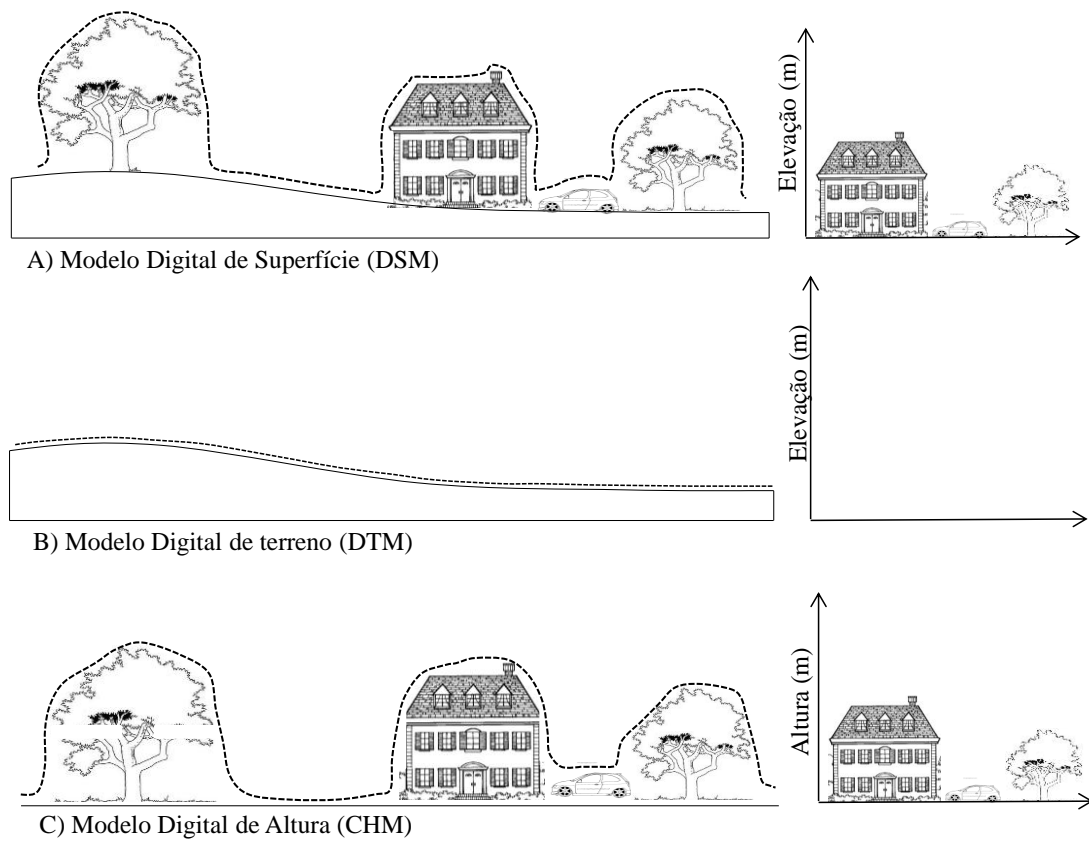 Elevação (m)
A) Modelo Digital de Superfície (DSM)
Elevação (m)
B) Modelo Digital de terreno (DTM)
Altura (m)
C) Modelo Digital de Altura (CHM)